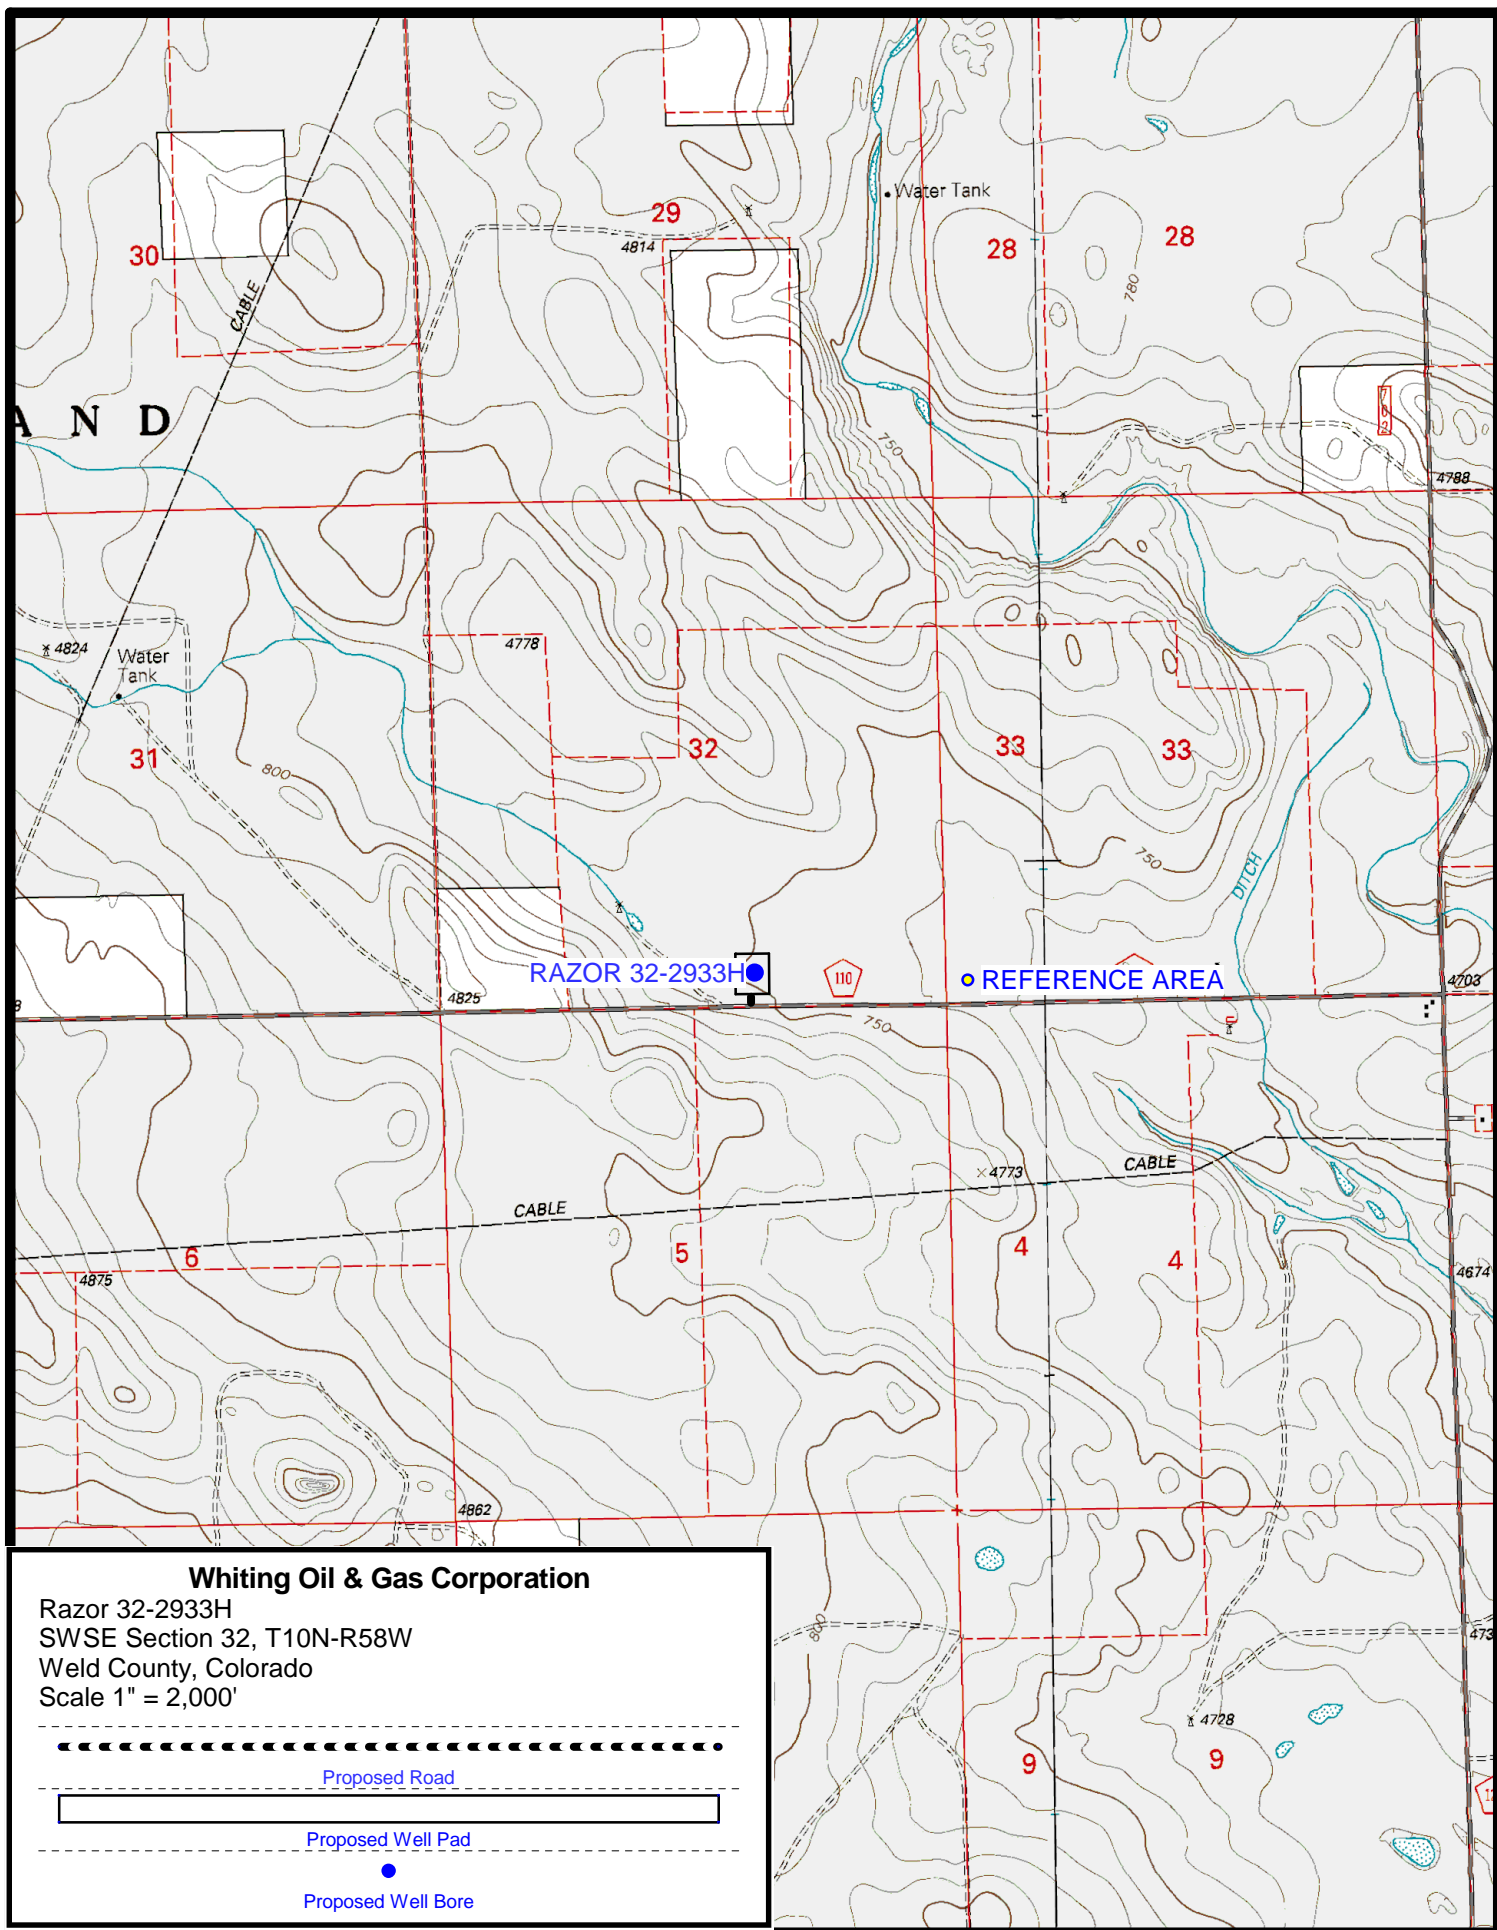 Water Tank
29
30
28
28
4814
CABLE
780
A N D
750
4788
4778
4824
Water
Tank
31
32
33
33
800
750
DITCH
RAZOR 32-2933H
110
REFERENCE AREA
4825
4703
750
4773
CABLE
CABLE
6
5
4
4
4875
4674
4862
Whiting Oil & Gas Corporation
Razor 32-2933H
SWSE Section 32, T10N-R58W
Weld County, Colorado
Scale 1" = 2,000'
Proposed Road
Proposed Well Pad
Proposed Well Bore
800
473
4728
9
9